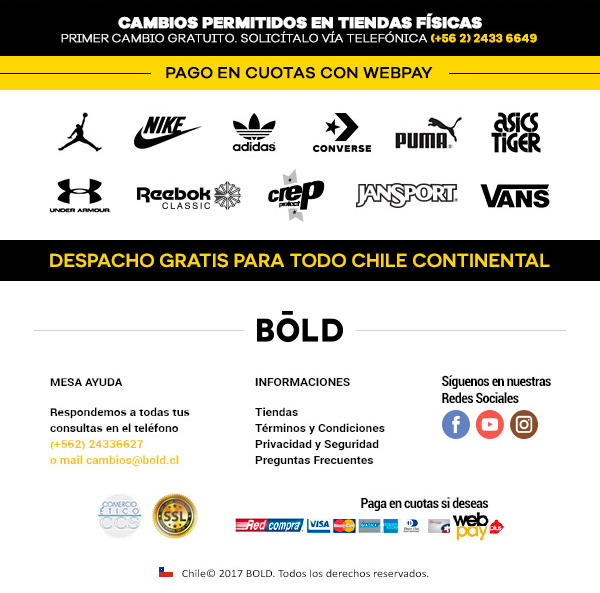 CAMBIOS PERMITIDOS EN TIENDAS FÍSICAS
PRIMER CAMBIO GRATUITO. SOLICÍTALO VÍA TELEFÓNICA (+56 2) 2433 6649
PAGO EN CUOTAS CON WEBPAY
NIKE
adidas
CONVERSE
PUMA
asics
TIGER
UNDER ARMOUR
Reebok
CLASSIC
crep
protect
JANSPORT
VANS
DESPACHO GRATIS PARA TODO CHILE CONTINENTAL
BŌLD
MESA AYUDA
Respondemos a todas tus
consultas en el teléfono
(+562) 24336627
o mail cambios@bold.cl
INFORMACIONES
Tiendas
Términos y Condiciones
Privacidad y Seguridad
Preguntas Frecuentes
Síguenos en nuestras
Redes Sociales
COMERCIO
ÉTICO
CCS
SSL
Paga en cuotas si deseas
Red compra VISA
web
pay plus
Chile© 2017 BOLD. Todos los derechos reservados.